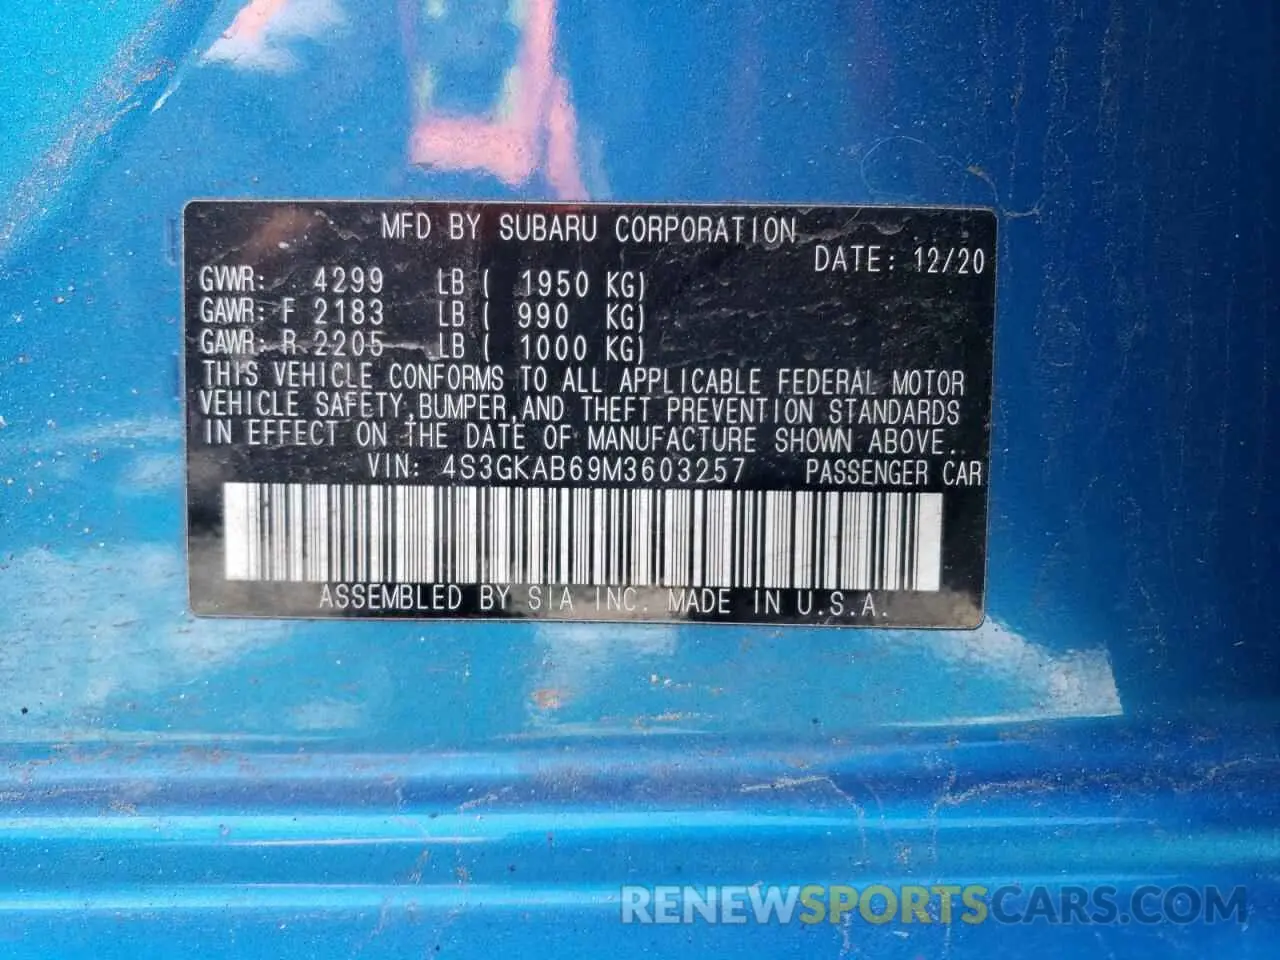 MFD BY SUBARU CORPORATION
DATE: 12/20
GVWR: 4299 LB ( 1950 KG)
GAWR: F 2183 LB ( 990 KG)
GAWR: R 2205 LB ( 1000 KG)
THIS VEHICLE CONFORMS TO ALL APPLICABLE FEDERAL MOTOR
VEHICLE SAFETY,BUMPER,AND THEFT PREVENTION STANDARDS
IN EFFECT ON THE DATE OF MANUFACTURE SHOWN ABOVE.
VIN: 4S3GKAB69M3603257 PASSENGER CAR
ASSEMBLED BY SIA INC. MADE IN U.S.A.
RENEWSPORTSCARS.COM